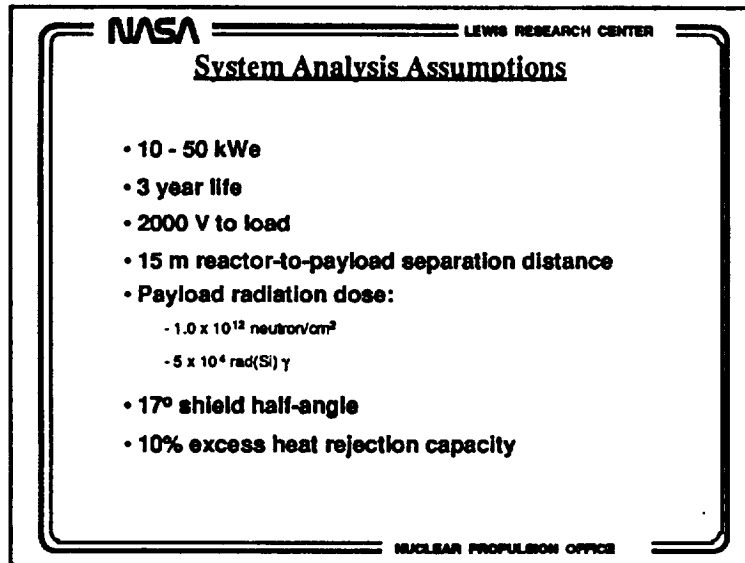 NASA
LEWIS RESEARCH CENTER
System Analysis Assumptions
• 10 - 50 kWe
• 3 year life
• 2000 V to load
• 15 m reactor-to-payload separation distance
• Payload radiation dose:
- 1.0 x 10¹² neutron/cm²
- 5 x 10⁴ rad(Si) γ
• 17º shield half-angle
• 10% excess heat rejection capacity
NUCLEAR PROPULSION OFFICE